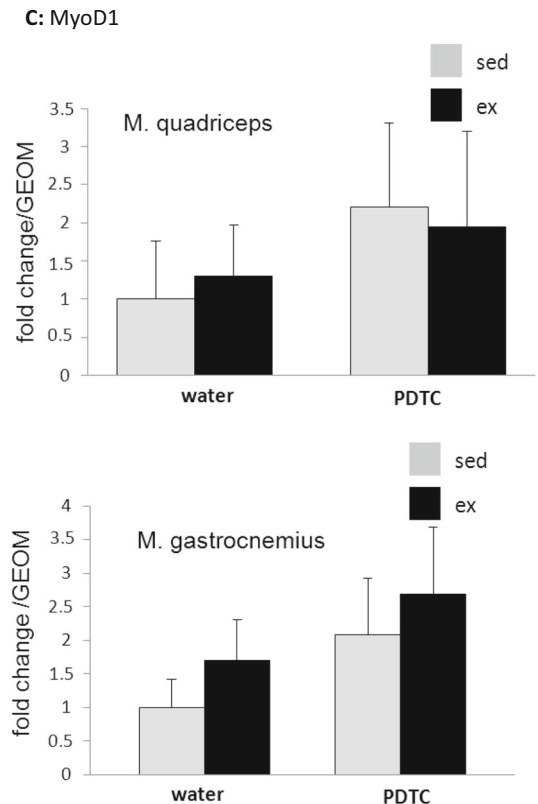 C: MyoD1
sed
ex
M. quadriceps
fold change/GEOM
3.5
3
2.5
2
1.5
1
0.5
0
water PDTC
sed
ex
M. gastrocnemius
fold change /GEOM
4
3.5
3
2.5
2
1.5
1
0.5
0
water PDTC